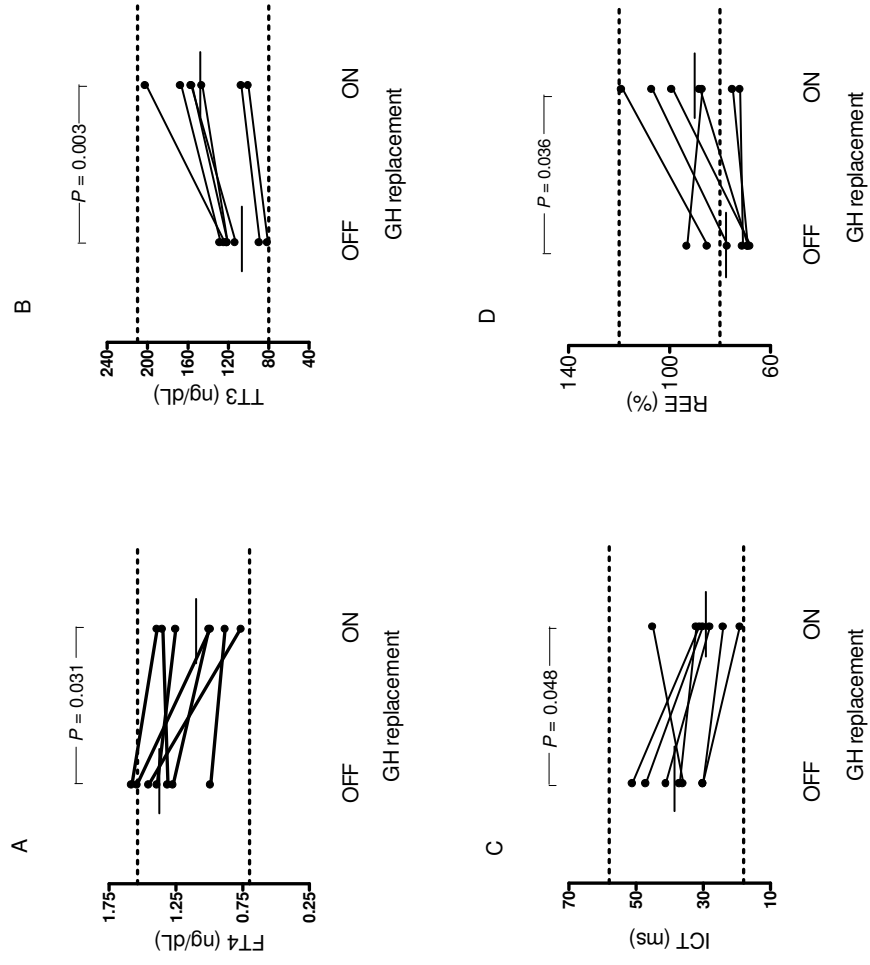 A
P = 0.031
FT4 (ng/dL)
1.75
1.25
0.75
0.25
OFF
ON
GH replacement
B
P = 0.003
TT3 (ng/dL)
240
200
160
120
80
40
OFF
ON
GH replacement
C
P = 0.048
ICT (ms)
70
50
30
10
OFF
ON
GH replacement
D
P = 0.036
REE (%)
140
100
60
OFF
ON
GH replacement